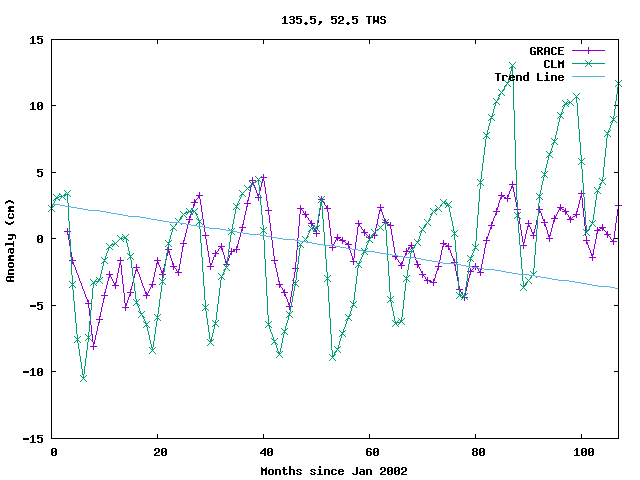 135.5, 52.5 TWS
GRACE
CLM
Trend Line
15
10
5
0
-5
-10
-15
Anomaly (cm)
0 20 40 60 80 100
Months since Jan 2002